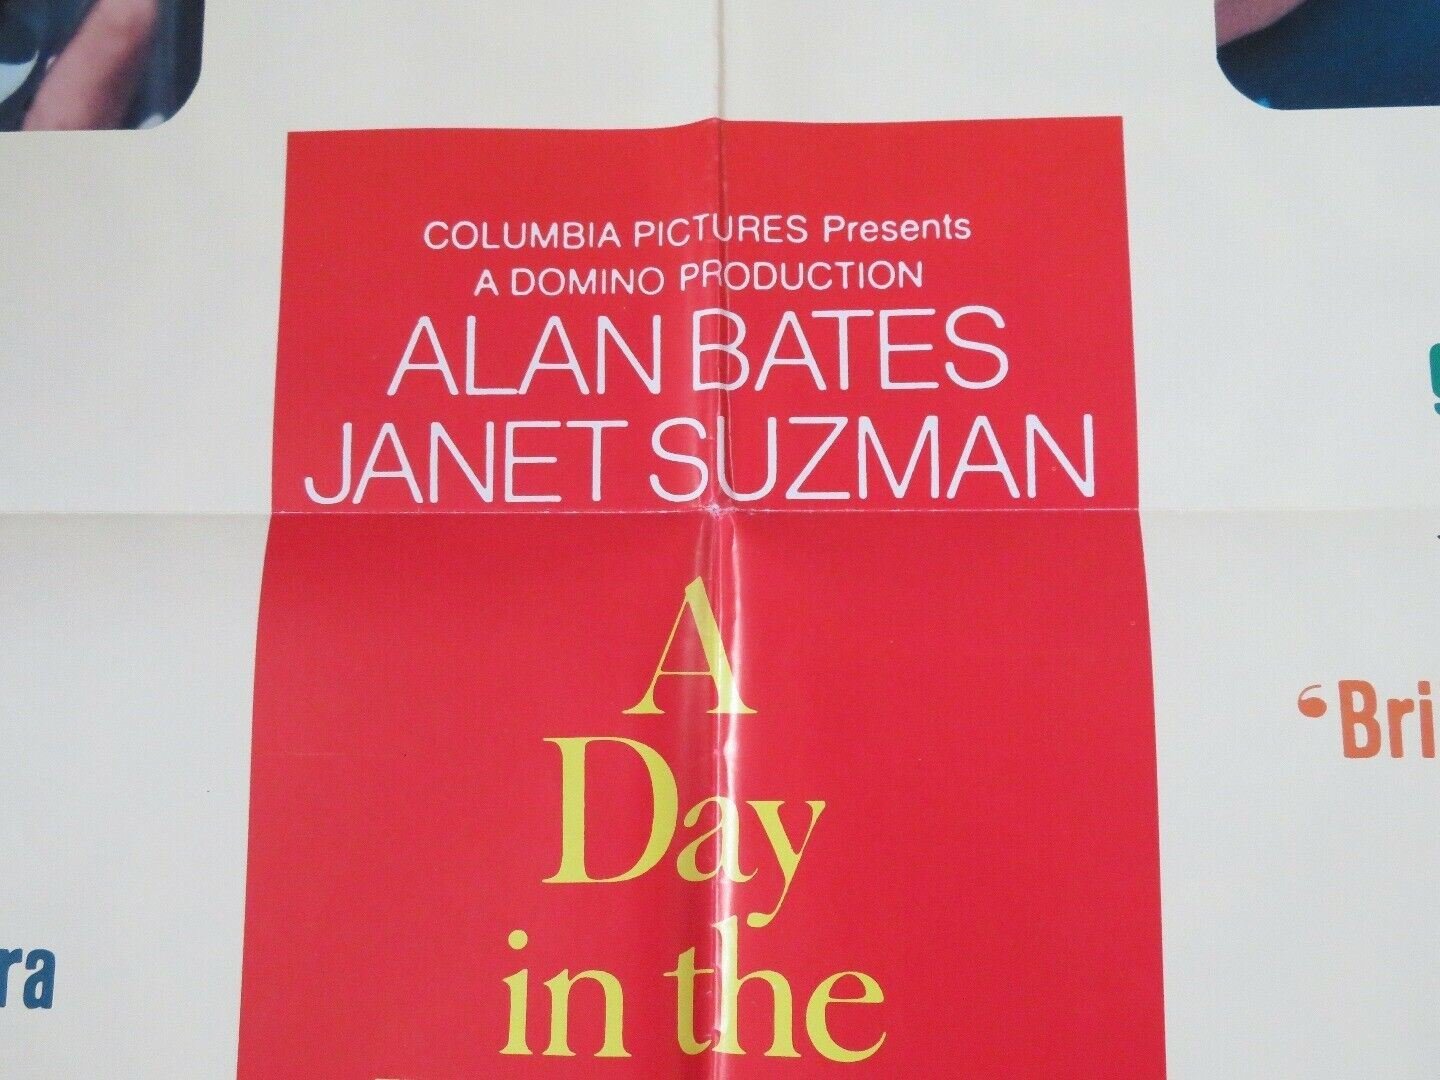 COLUMBIA PICTURES Presents
A DOMINO PRODUCTION
ALAN BATES
JANET SUZMAN
A
Day
in the
‘Bri
ra